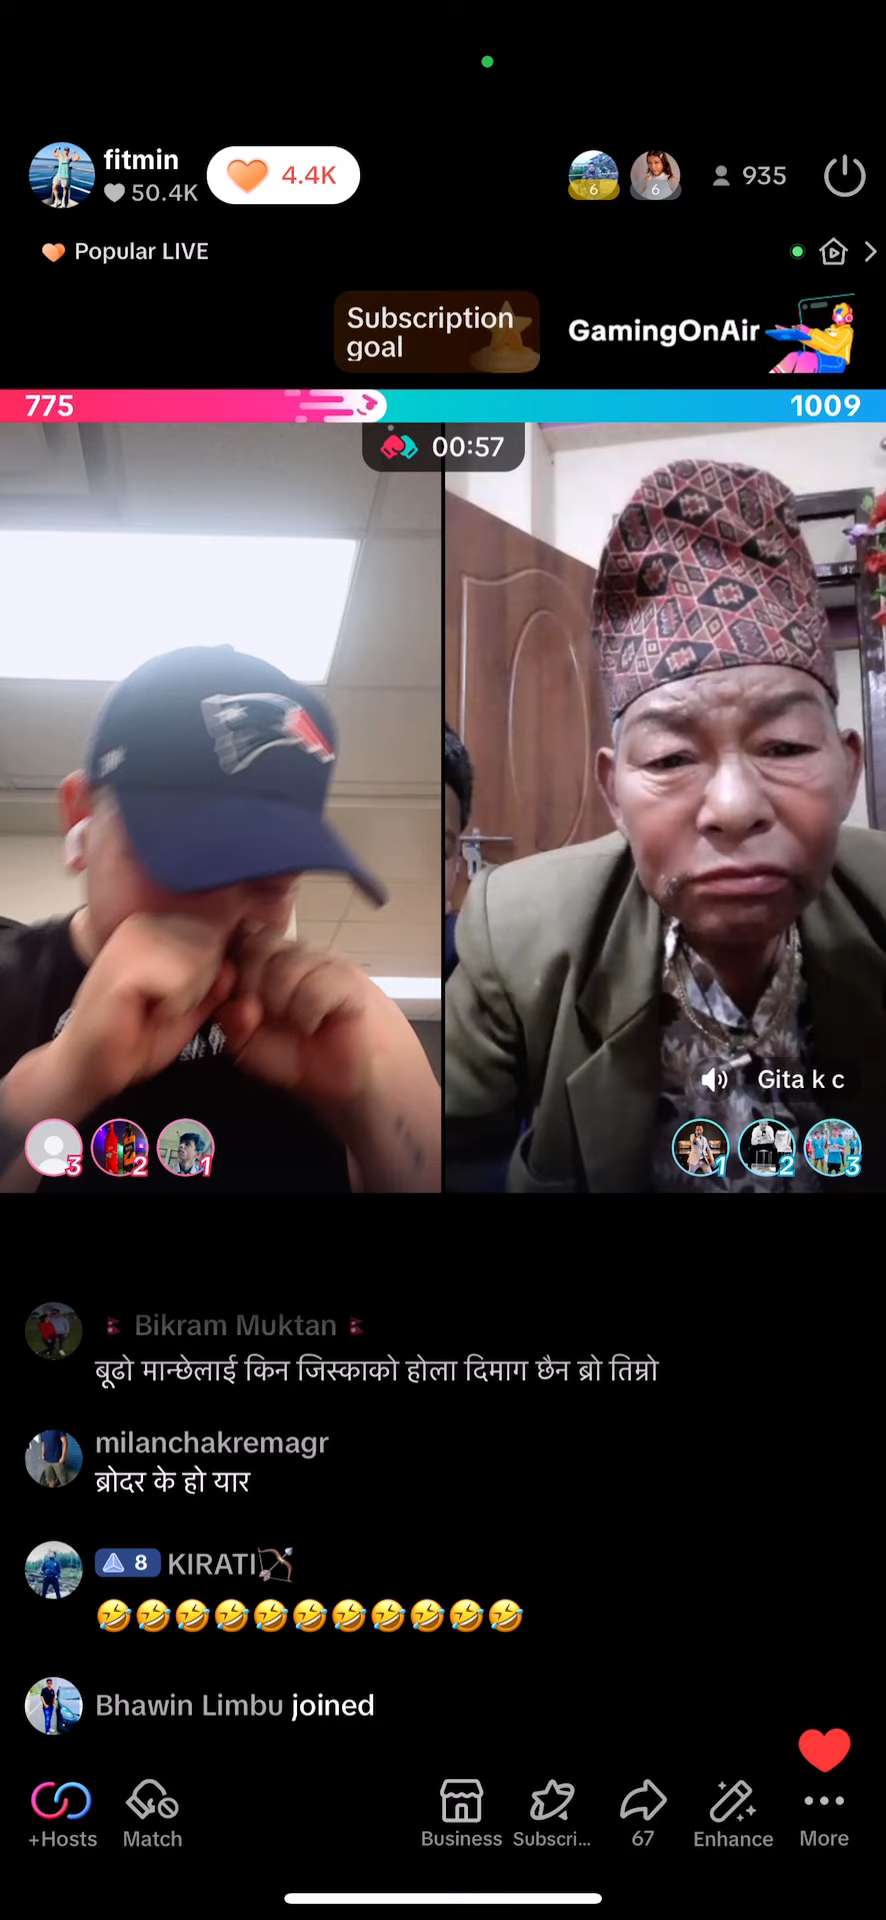 fitmin
50.4K
4.4K
6
6
935
Popular LIVE
Subscription
goal
GamingOnAir
775
1009
00:57
Gita k c
3
2
1
1
2
3
Bikram Muktan
बूढो मान्छेलाई किन जिस्काको होला दिमाग छैन ब्रो तिम्रो
milanchakremagr
ब्रोदर के हो यार
8 KIRATI🏹
🤣🤣🤣🤣🤣🤣🤣🤣🤣🤣🤣
Bhawin Limbu joined
+Hosts
Match
Business
Subscri...
67
Enhance
More